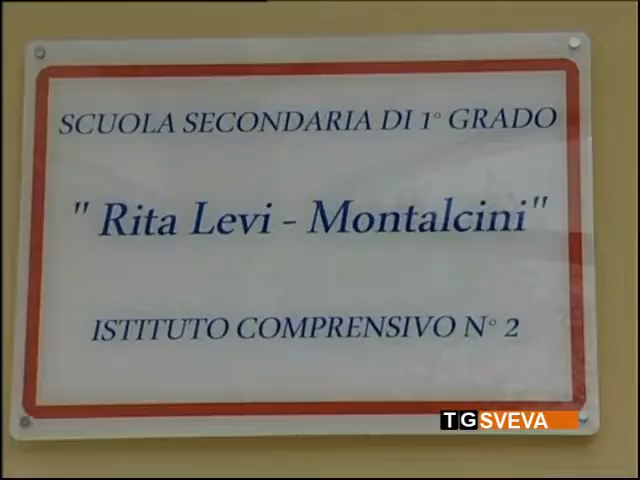 SCUOLA SECONDARIA DI 1° GRADO
" Rita Levi - Montalcini"
ISTITUTO COMPRENSIVO N° 2
TGSVEVA